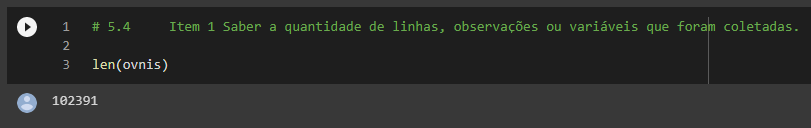 1 # 5.4 Item 1 Saber a quantidade de linhas, observações ou variáveis que foram coletadas.
2
3 len(ovnis)
102391